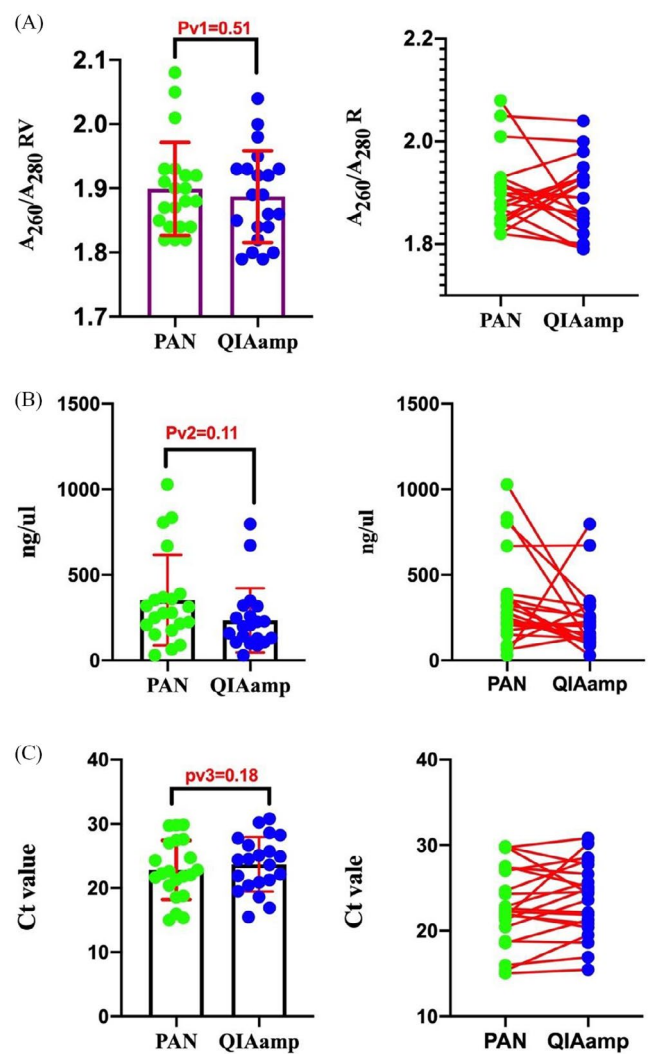 (A)
Pv1=0.51
A260/A280 RV
2.1
2.0
1.9
1.8
1.7
PAN QIAamp
A260/A280 R
2.2
2.0
1.8
PAN QIAamp
(B)
Pv2=0.11
ng/ul
1500
1000
500
0
PAN QIAamp
ng/ul
1500
1000
500
0
PAN QIAamp
(C)
pv3=0.18
Ct value
40
30
20
10
0
PAN QIAamp
Ct vale
40
30
20
10
PAN QIAamp